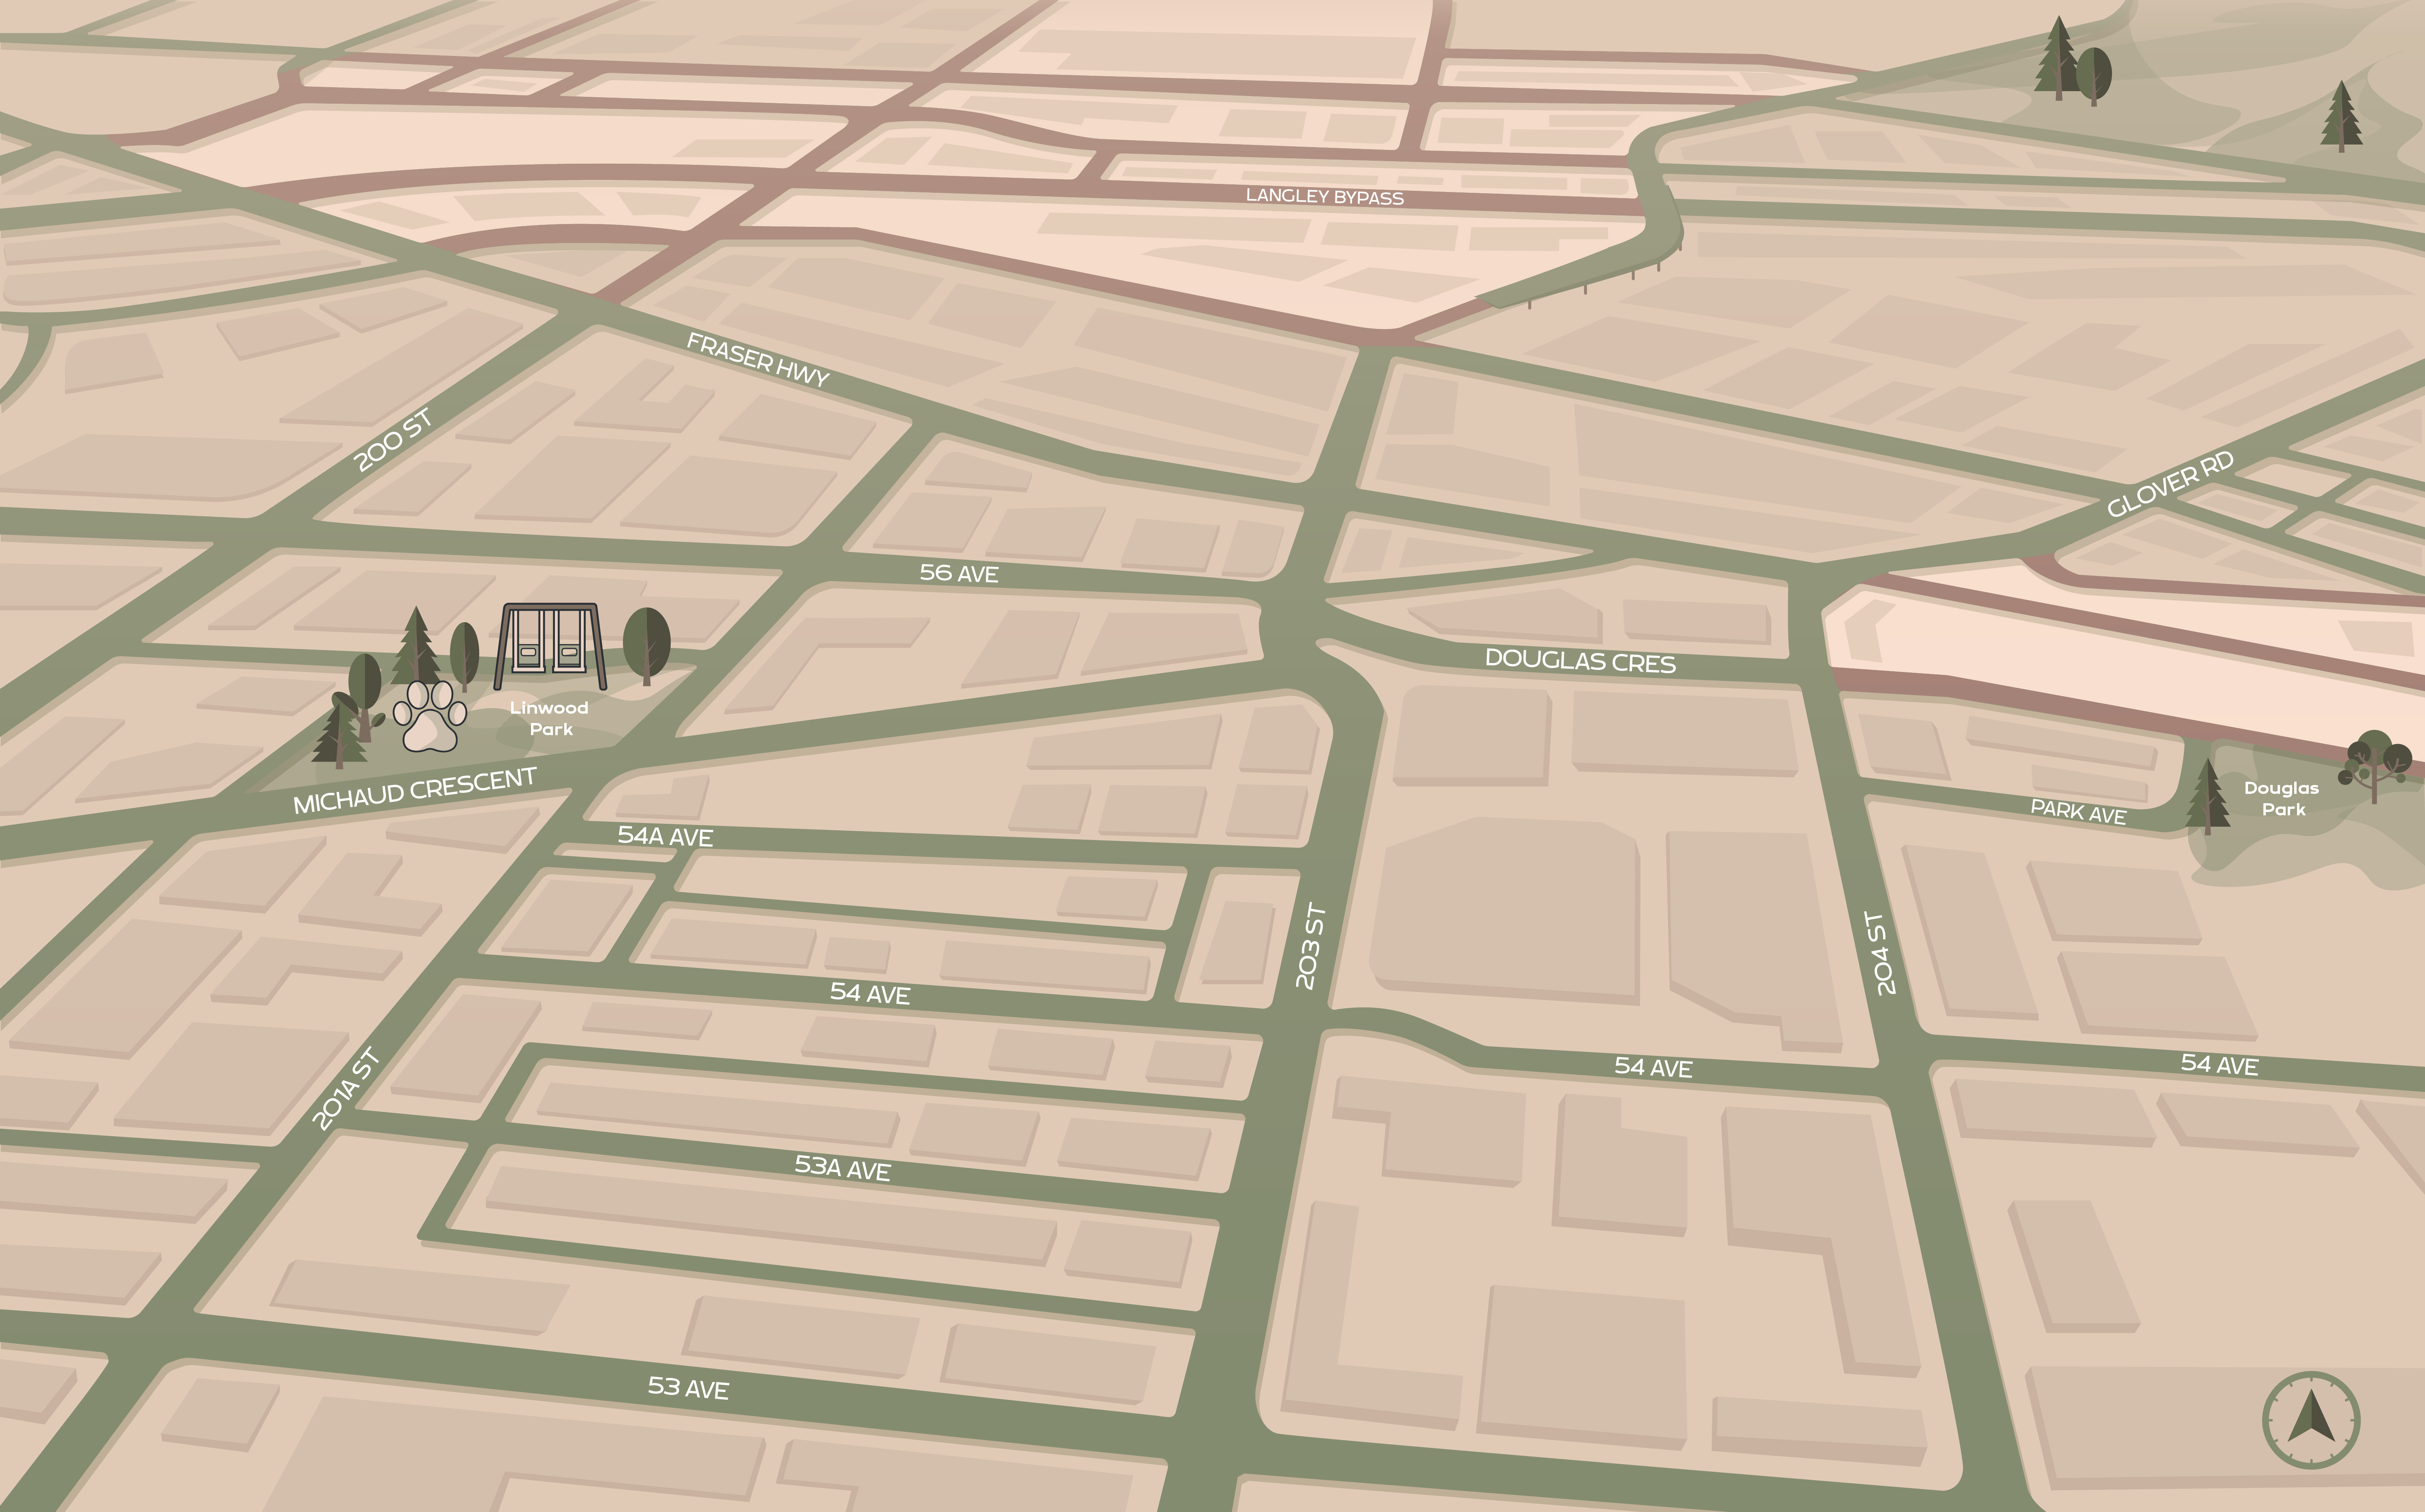 LANGLEY BYPASS
FRASER HWY
200 ST
GLOVER RD
56 AVE
DOUGLAS CRES
Linwood
Park
MICHAUD CRESCENT
Douglas
Park
PARK AVE
54A AVE
203 ST
204 ST
54 AVE
54 AVE
54 AVE
201A ST
53A AVE
53 AVE